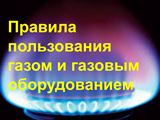 Правила
пользования
газом и газовым
оборудованием